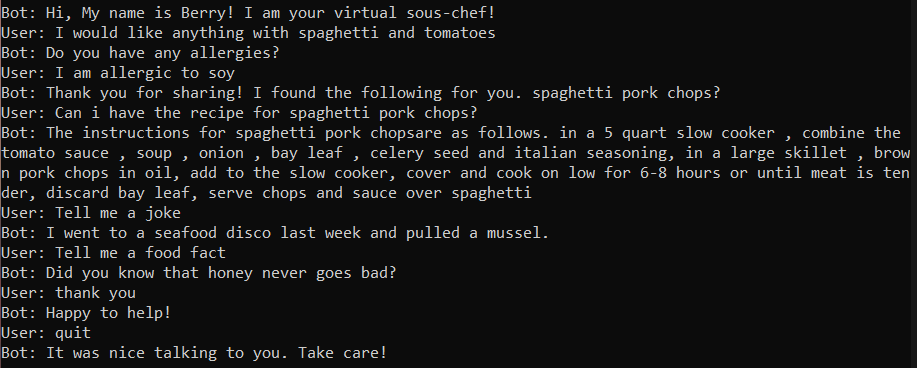 Bot: Hi, My name is Berry! I am your virtual sous-chef!
User: I would like anything with spaghetti and tomatoes
Bot: Do you have any allergies?
User: I am allergic to soy
Bot: Thank you for sharing! I found the following for you. spaghetti pork chops?
User: Can i have the recipe for spaghetti pork chops?
Bot: The instructions for spaghetti pork chopsare as follows. in a 5 quart slow cooker , combine the
tomato sauce , soup , onion , bay leaf , celery seed and italian seasoning, in a large skillet , brow
n pork chops in oil, add to the slow cooker, cover and cook on low for 6-8 hours or until meat is ten
der, discard bay leaf, serve chops and sauce over spaghetti
User: Tell me a joke
Bot: I went to a seafood disco last week and pulled a mussel.
User: Tell me a food fact
Bot: Did you know that honey never goes bad?
User: thank you
Bot: Happy to help!
User: quit
Bot: It was nice talking to you. Take care!